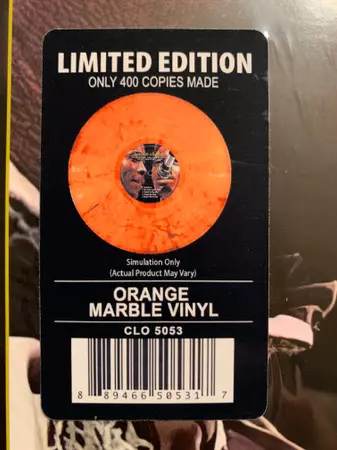 LIMITED EDITION
ONLY 400 COPIES MADE
Simulation Only
(Actual Product May Vary)
ORANGE
MARBLE VINYL
CLO 5053
8 89466 50531 7